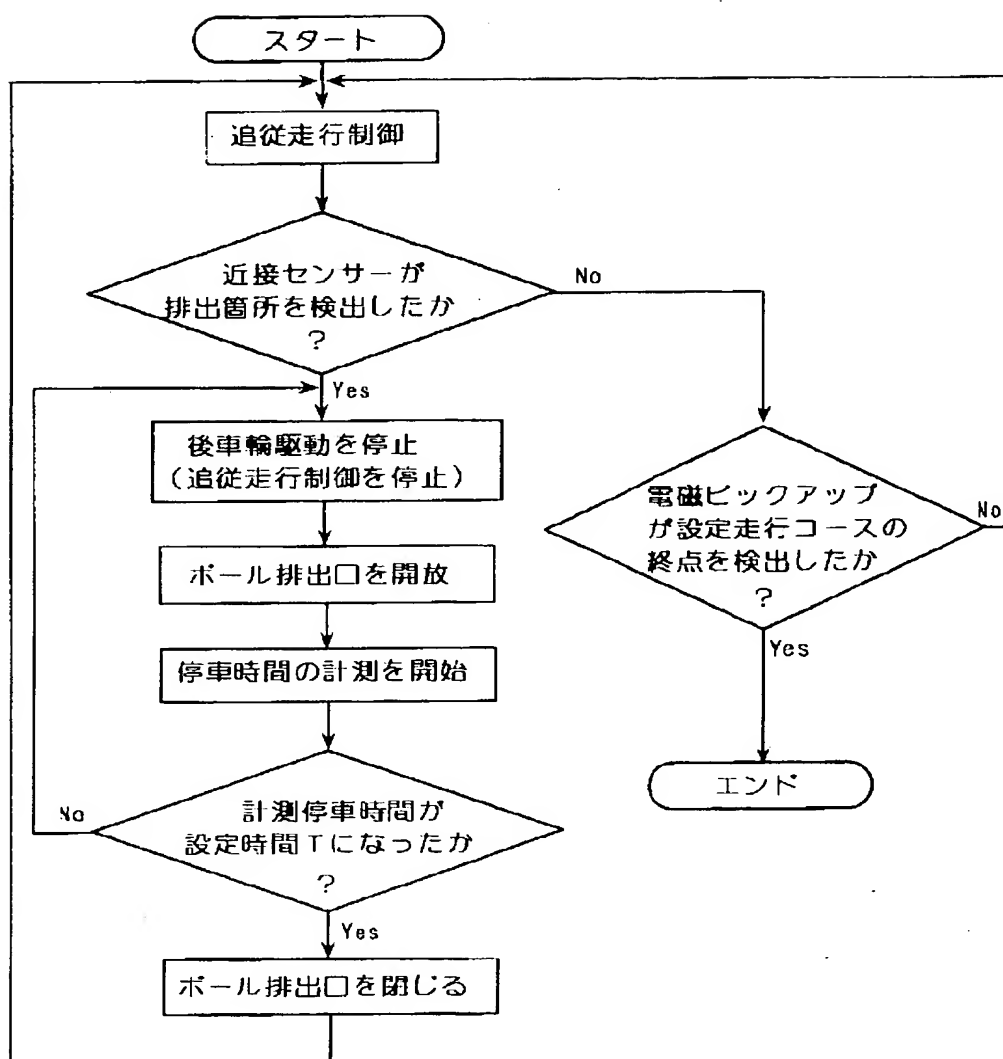 スタート
追従走行制御
近接センサーが
排出箇所を検出したか
?
No
Yes
後車輪駆動を停止
(追従走行制御を停止)
ボール排出口を開放
停車時間の計測を開始
計測停車時間が
設定時間Tになったか
?
No
Yes
ボール排出口を閉じる
電磁ピックアップ
が設定走行コースの
終点を検出したか
?
No
Yes
エンド